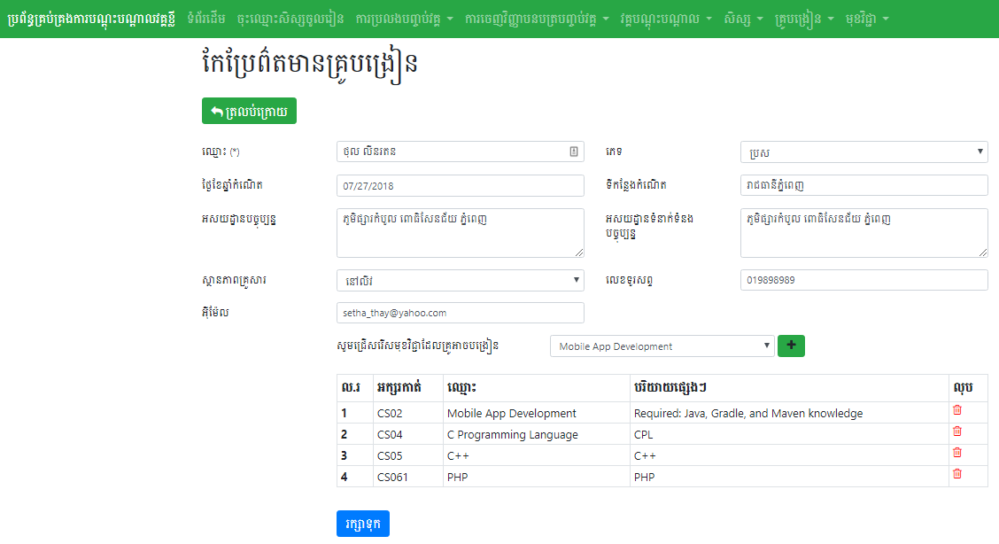 ប្រព័ន្ធគ្រប់គ្រងការបណ្តុះបណ្តាលវគ្គខ្លី ទំព័រដើម ចុះឈ្មោះសិស្សចូលរៀន ការប្រលងបញ្ចប់វគ្គ ការចេញវិញ្ញាបនបត្របញ្ចប់វគ្គ វគ្គបណ្តុះបណ្តាល សិស្ស គ្រូបង្រៀន មុខវិជ្ជា
កែប្រែព៌តមានគ្រូបង្រៀន
ត្រលប់ក្រោយ
ឈ្មោះ (*) ថុល លីនរតន ភេទ ប្រុស
ថ្ងៃខែឆ្នាំកំណើត 07/27/2018 ទីកន្លែងកំណើត រាជធានីភ្នំពេញ
អសយដ្ឋានបច្ចុប្បន្ន ភូមិផ្សារកំបូល ពោធិសែនជ័យ ភ្នំពេញ អសយដ្ឋានទំនាក់ទំនង ភូមិផ្សារកំបូល ពោធិសែនជ័យ ភ្នំពេញ
បច្ចុប្បន្ន
ស្ថានភាពគ្រួសារ នៅលីវ លេខទូរសព្ទ 019898989
អ៊ីម៉ែល setha_thay@yahoo.com
សូមជ្រើសរើសមុខវិជ្ជាដែលគ្រូអាចបង្រៀន Mobile App Development
ល.រ អក្សរកាត់ ឈ្មោះ បរិយាយផ្សេងៗ លុប
1 CS02 Mobile App Development Required: Java, Gradle, and Maven knowledge
2 CS04 C Programming Language CPL
3 CS05 C++ C++
4 CS061 PHP PHP
រក្សាទុក